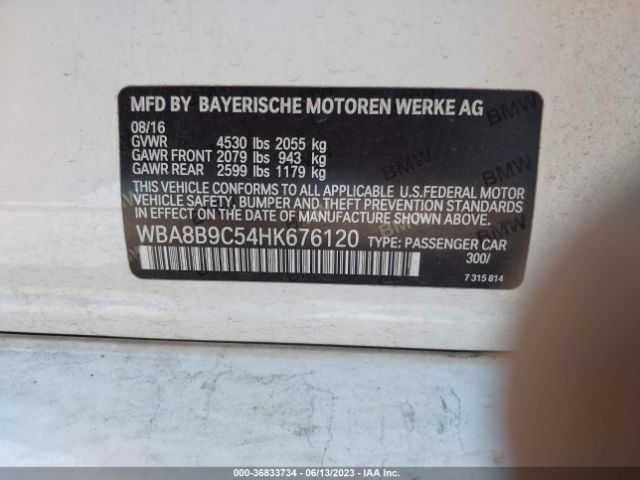 MFD BY BAYERISCHE MOTOREN WERKE AG
08/16
GVWR 4530 lbs 2055 kg
GAWR FRONT 2079 lbs 943 kg
GAWR REAR 2599 lbs 1179 kg
THIS VEHICLE CONFORMS TO ALL APPLICABLE U.S.FEDERAL MOTOR
VEHICLE SAFETY, BUMPER AND THEFT PREVENTION STANDARDS
IN EFFECT ON THE DATE OF MANUFACTURE SHOWN ABOVE.
WBA8B9C54HK676120 TYPE: PASSENGER CAR
300/
7 315 814
BMW
BMW
BMW
000-36833734 - 06/13/2023 - IAA Inc.